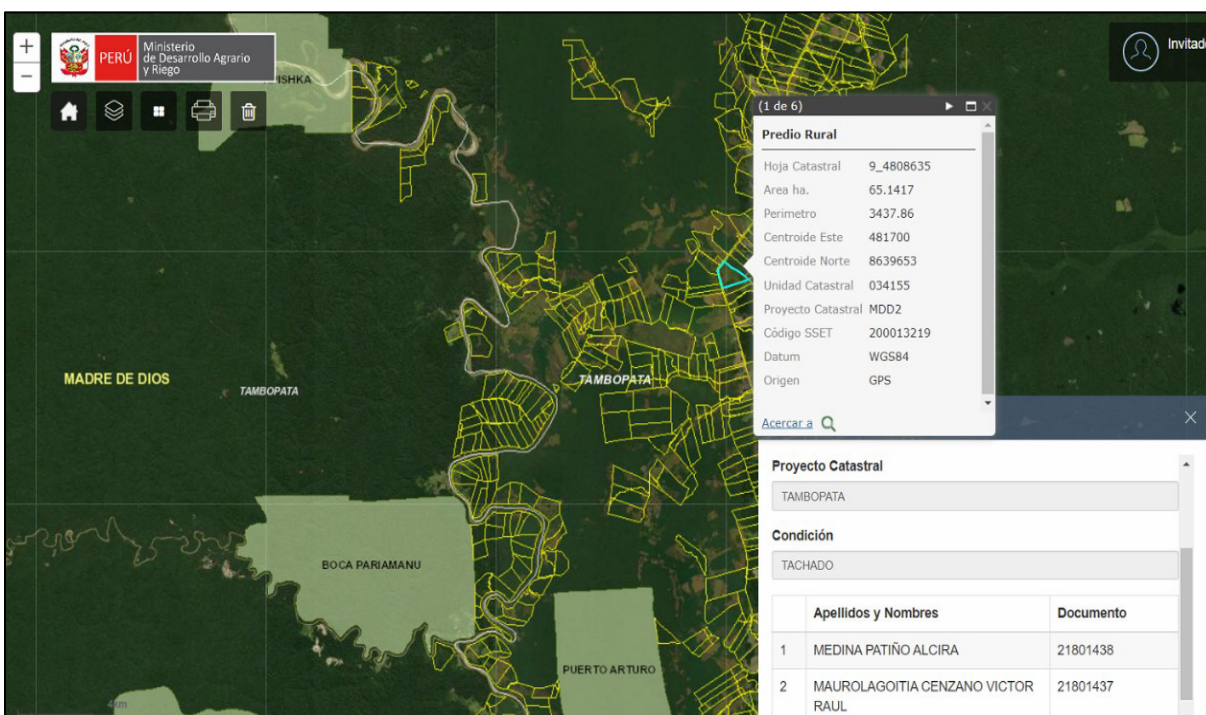 +
−
PERÚ
Ministerio
de Desarrollo Agrario
y Riego
ISHKA
Invitado
(1 de 6)
Predio Rural
Hoja Catastral 9_4808635
Area ha. 65.1417
Perimetro 3437.86
Centroide Este 481700
Centroide Norte 8639653
Unidad Catastral 034155
Proyecto Catastral MDD2
Código SSET 200013219
Datum WGS84
Origen GPS
Acercar a
MADRE DE DIOS
TAMBOPATA
TAMBOPATA
BOCA PARIAMANU
PUERTO ARTURO
4km
Proyecto Catastral
TAMBOPATA
Condición
TACHADO
Apellidos y Nombres Documento
1 MEDINA PATIÑO ALCIRA 21801438
2 MAUROLAGOITIA CENZANO VICTOR RAUL 21801437